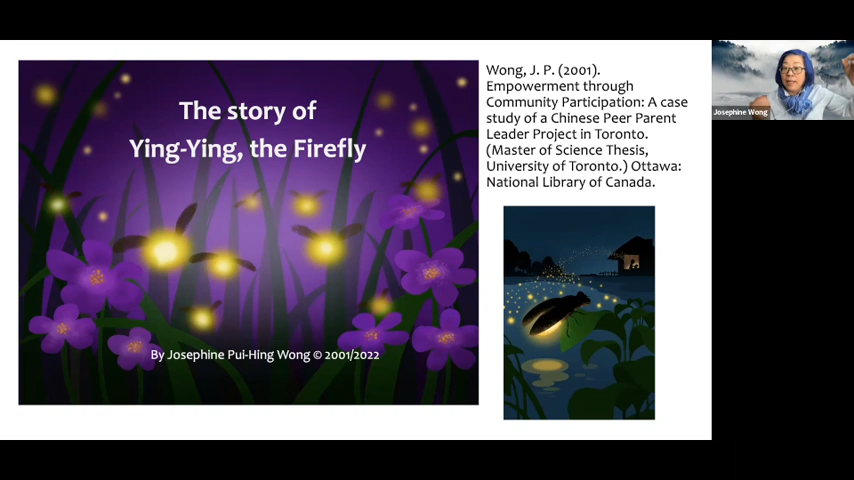 The story of
Ying-Ying, the Firefly
By Josephine Pui-Hing Wong © 2001/2022
Wong, J. P. (2001).
Empowerment through
Community Participation: A case
study of a Chinese Peer Parent
Leader Project in Toronto.
(Master of Science Thesis,
University of Toronto.) Ottawa:
National Library of Canada.
Josephine Wong